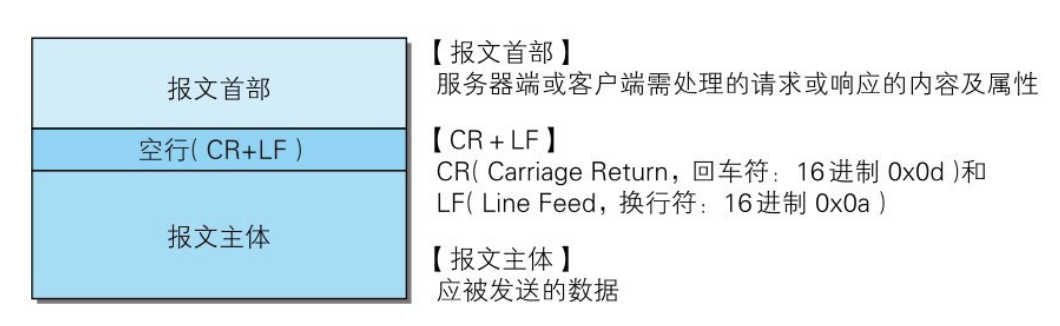 报文首部
空行( CR+LF )
报文主体
【报文首部】
服务器端或客户端需处理的请求或响应的内容及属性
【CR + LF】
CR( Carriage Return，回车符：16进制 0x0d )和
LF( Line Feed，换行符：16进制 0x0a )
【报文主体】
应被发送的数据